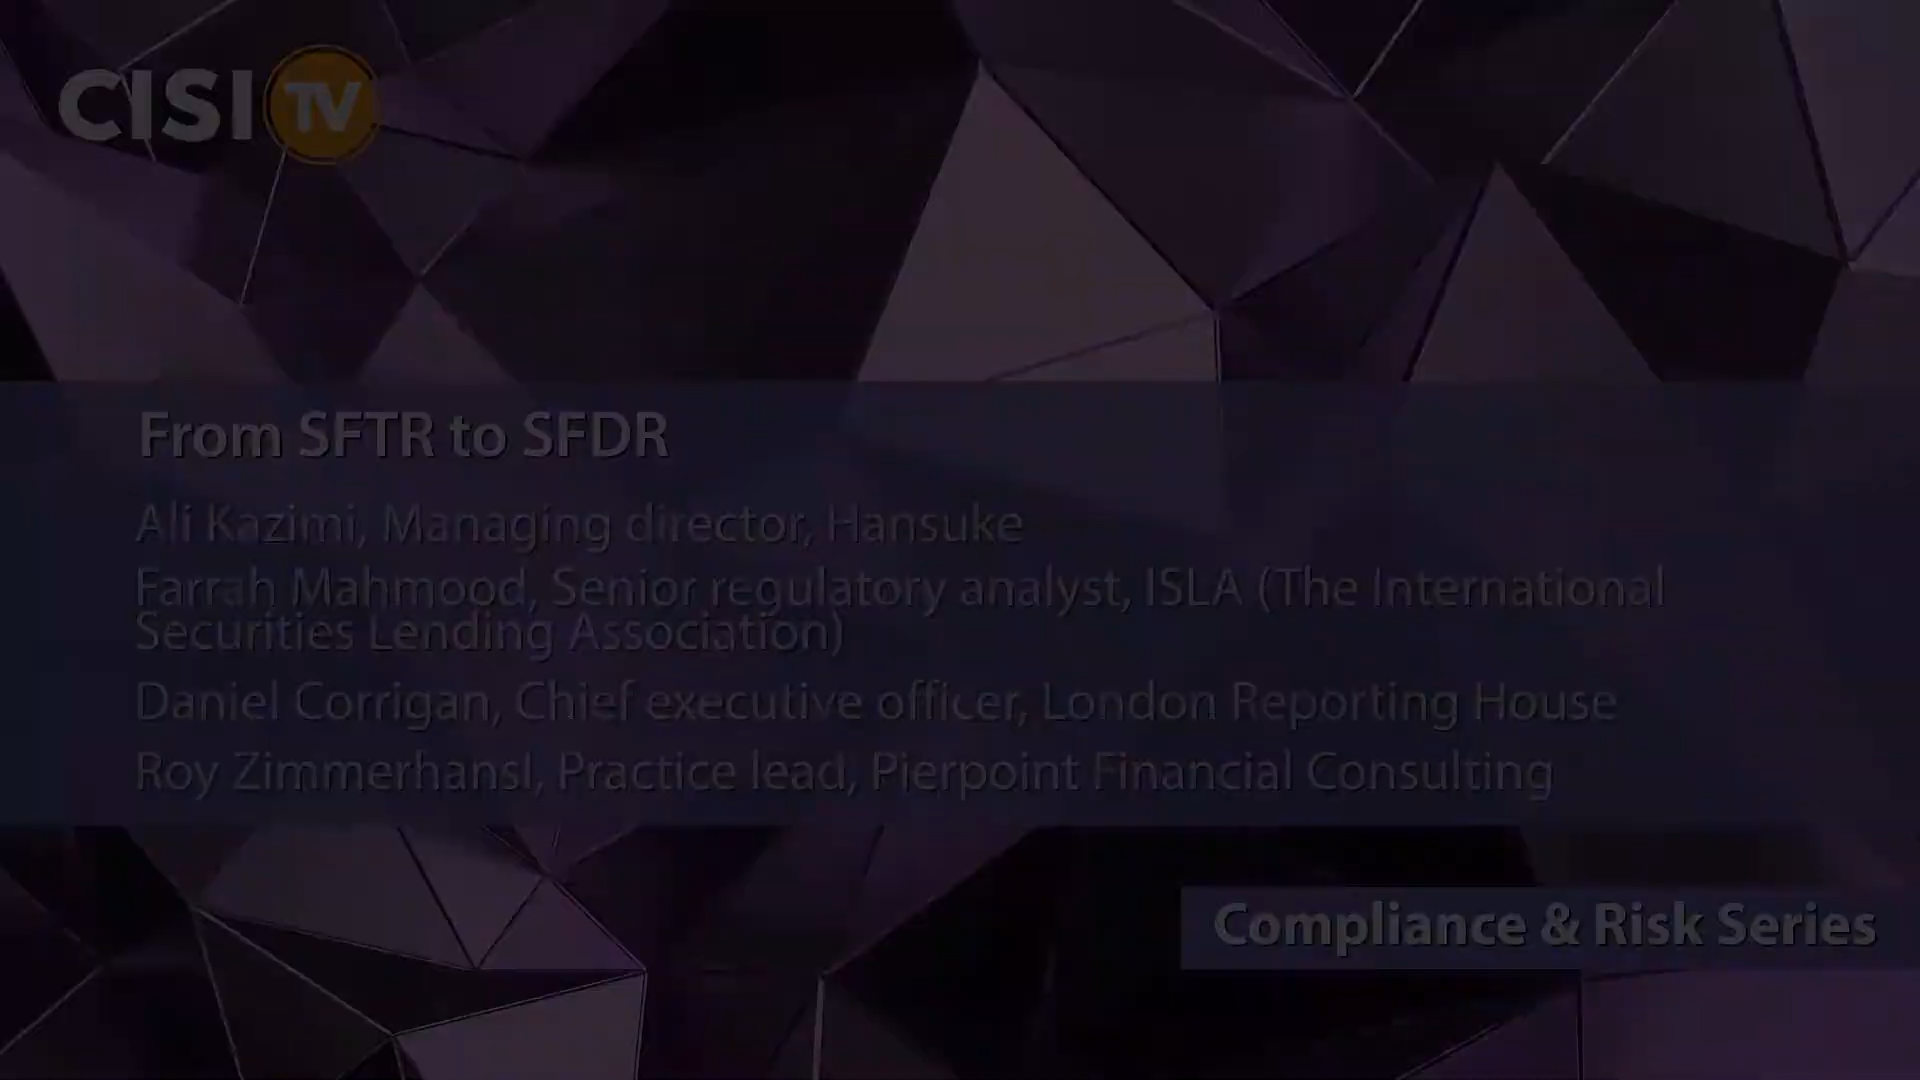 CISI TV
From SFTR to SFDR
Ali Kazimi, Managing director, Hansuke
Farrah Mahmood, Senior regulatory analyst, ISLA (The International
Securities Lending Association)
Daniel Corrigan, Chief executive officer, London Reporting House
Roy Zimmerhansl, Practice lead, Pierpoint Financial Consulting
Compliance & Risk Series